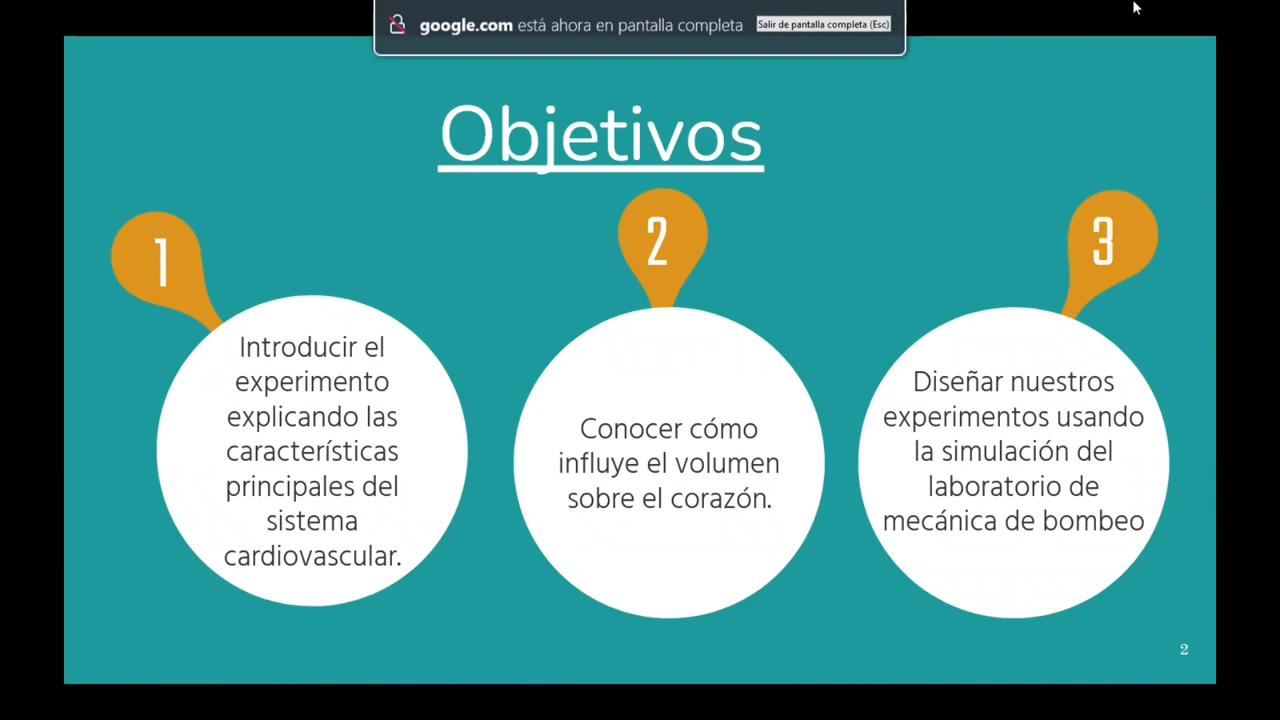 google.com está ahora en pantalla completa Salir de pantalla completa (Esc)
Objetivos
1
Introducir el
experimento
explicando las
características
principales del
sistema
cardiovascular.
2
Conocer cómo
influye el volumen
sobre el corazón.
3
Diseñar nuestros
experimentos usando
la simulación del
laboratorio de
mecánica de bombeo
2